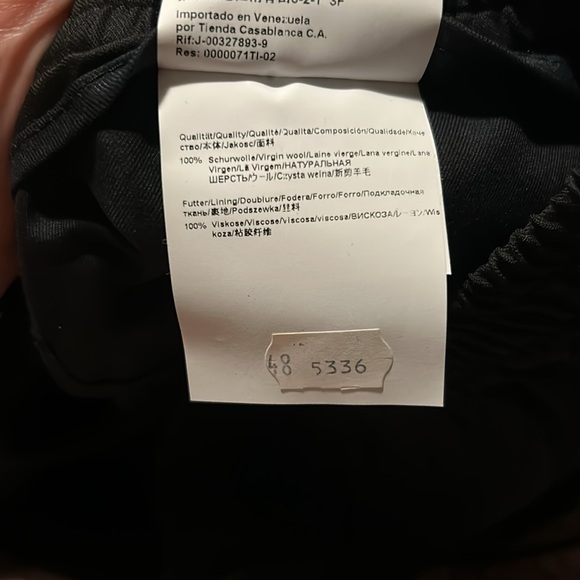 3F
Importado en Venezuela
por Tienda Casablanca C.A.
Rif:J-00327893-9
Res: 0000071TI-02
Qualität/Quality/Qualité/Qualità/Composición/Qualidade/Каче
ство/本体/Jakosc/面料
100% Schurwolle/Virgin wool/Laine vierge/Lana vergine/Lana
Virgen/Lã Virgem/НАТУРАЛЬНАЯ
ШЕРСТЬ/ウール/Czysta welna/新剪羊毛
Futter/Lining/Doublure/Fodera/Forro/Forro/Подкладочная
ткань/裏地/Podszewka/里料
100% Viskose/Viscose/viscosa/viscosa/ВИСКОЗА/レーヨン/Wis
koza/粘胶纤维
5336